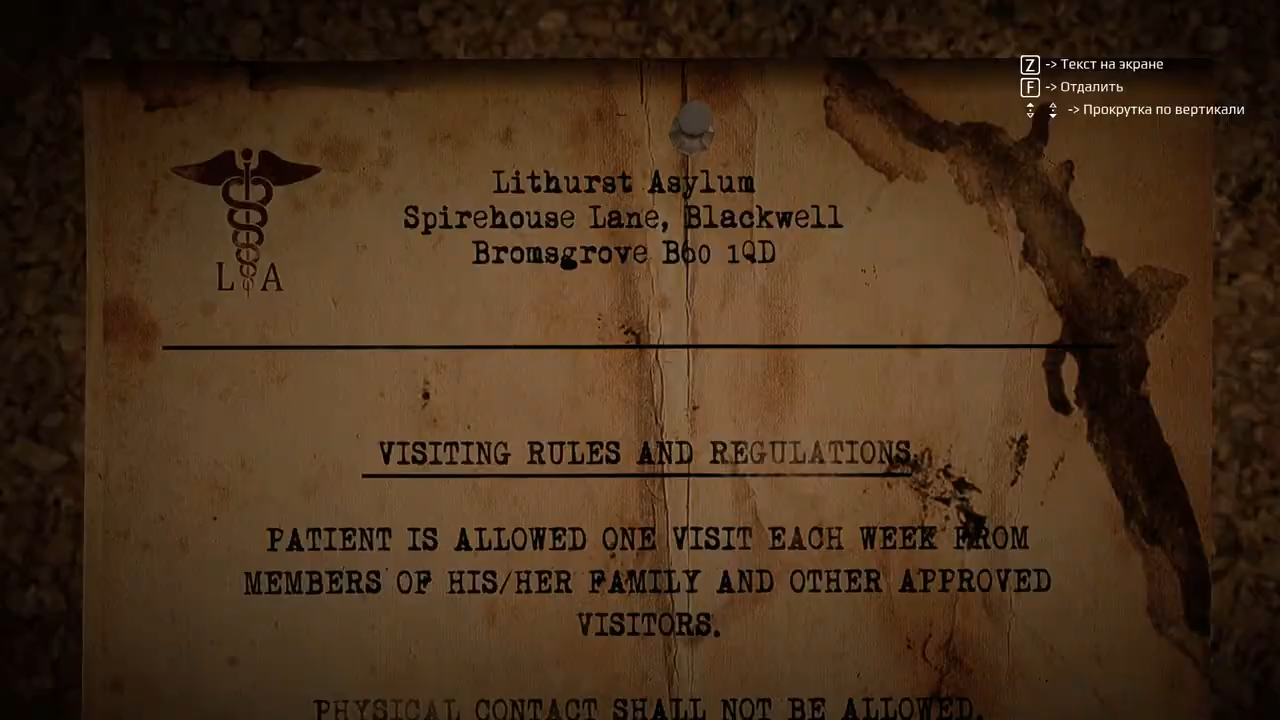 Z -> Текст на экране
F -> Отдалить
-> Прокрутка по вертикали
L A
Lithurst Asylum
Spirehouse Lane, Blackwell
Bromsgrove B60 1QD
VISITING RULES AND REGULATIONS
PATIENT IS ALLOWED ONE VISIT EACH WEEK FROM
MEMBERS OF HIS/HER FAMILY AND OTHER APPROVED
VISITORS.
PHYSICAL CONTACT SHALL NOT BE ALLOWED.